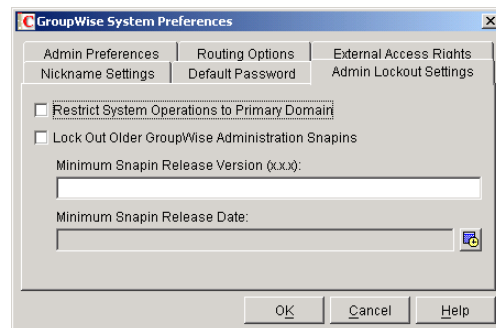 GroupWise System Preferences
Admin Preferences Routing Options External Access Rights
Nickname Settings Default Password Admin Lockout Settings
Restrict System Operations to Primary Domain
Lock Out Older GroupWise Administration Snapins
Minimum Snapin Release Version (x.x.x):
Minimum Snapin Release Date:
OK Cancel Help